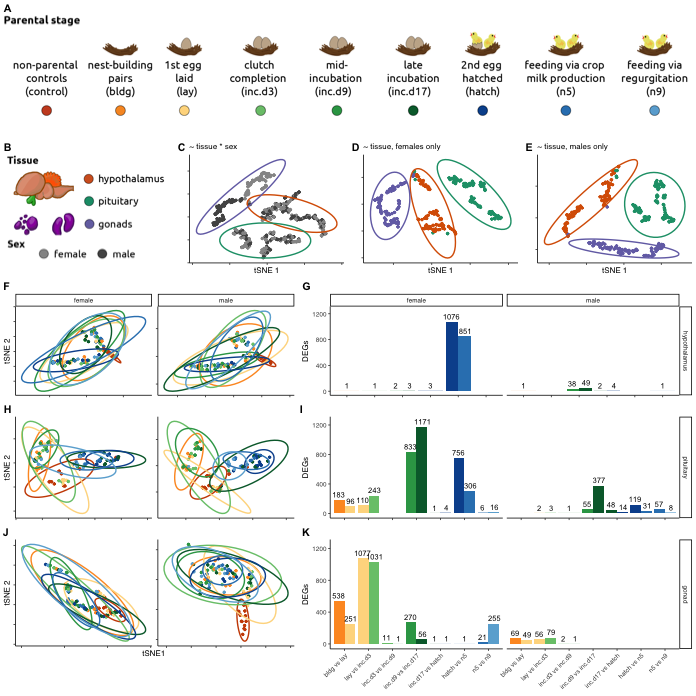 A
Parental stage
non-parental controls (control)
nest-building pairs (bldg)
1st egg laid (lay)
clutch completion (inc.d3)
mid-incubation (inc.d9)
late incubation (inc.d17)
2nd egg hatched (hatch)
feeding via crop milk production (n5)
feeding via regurgitation (n9)
B
Tissue
hypothalamus
pituitary
gonads
Sex
female
male
C
~ tissue * sex
tSNE 1
D
~ tissue, females only
tSNE 1
E
~ tissue, males only
tSNE 1
F
female
male
tSNE 2
G
female
male
hypothalamus
DEGs
1200
800
400
0
1 1 2 3 3 1076 851
1 38 49 2 4 1
H
tSNE 2
I
pituitary
DEGs
1200
800
400
0
183 96 110 243 833 1171 1 4 756 306 6 16
2 3 1 55 377 48 14 119 31 57 8
J
tSNE 2
tSNE1
K
gonad
DEGs
1200
800
400
0
538 251 1077 1031 11 1 270 56 1 1 21 255
69 49 56 79 2 1
bldg vs lay
lay vs inc.d3
inc.d3 vs inc.d9
inc.d9 vs inc.d17
inc.d17 vs hatch
hatch vs n5
n5 vs n9
bldg vs lay
lay vs inc.d3
inc.d3 vs inc.d9
inc.d9 vs inc.d17
inc.d17 vs hatch
hatch vs n5
n5 vs n9